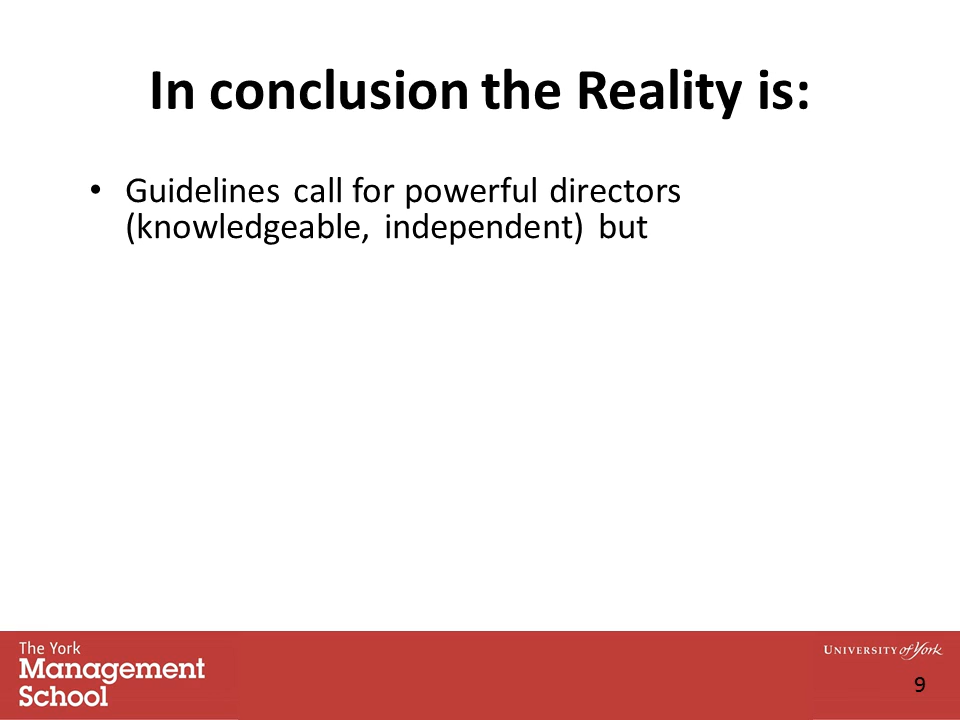 In conclusion the Reality is:
• Guidelines call for powerful directors
(knowledgeable, independent) but
The York
Management
School
UNIVERSITY of York
9